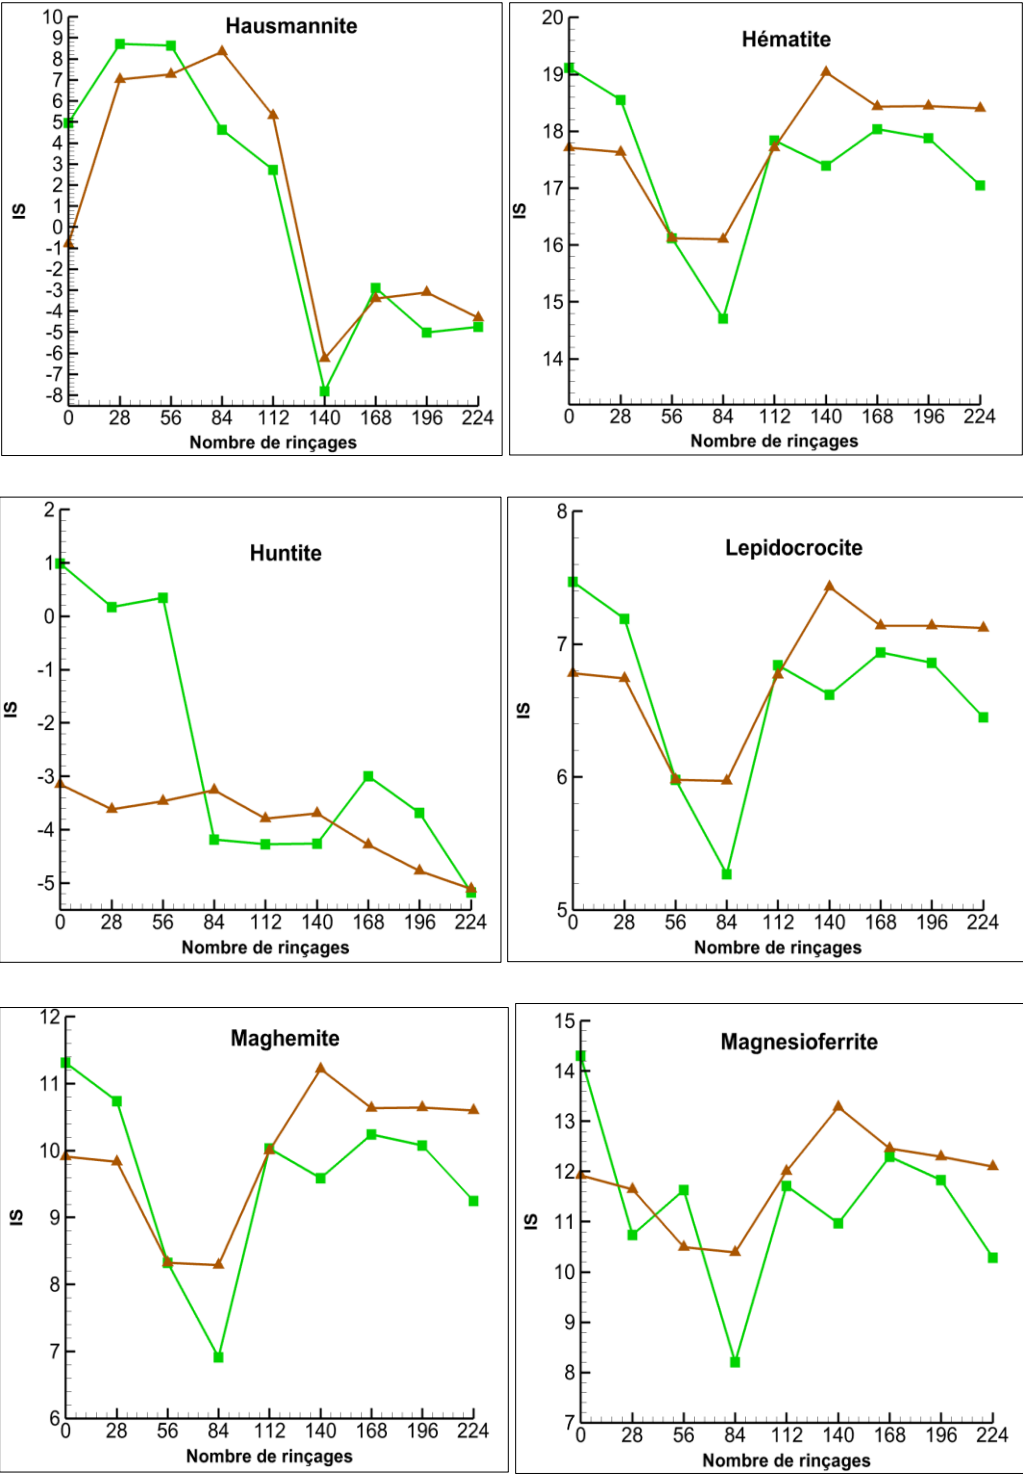 Hausmannite
10
9
8
7
6
5
4
3
2
1
0
-1
-2
-3
-4
-5
-6
-7
-8
IS
0 28 56 84 112 140 168 196 224
Nombre de rinçages
Hématite
20
19
18
17
16
15
14
IS
0 28 56 84 112 140 168 196 224
Nombre de rinçages
Huntite
2
1
0
-1
-2
-3
-4
-5
IS
0 28 56 84 112 140 168 196 224
Nombre de rinçages
Lepidocrocite
8
7
6
5
IS
0 28 56 84 112 140 168 196 224
Nombre de rinçages
Maghemite
12
11
10
9
8
7
6
IS
0 28 56 84 112 140 168 196 224
Nombre de rinçages
Magnesioferrite
15
14
13
12
11
10
9
8
7
IS
0 28 56 84 112 140 168 196 224
Nombre de rinçages